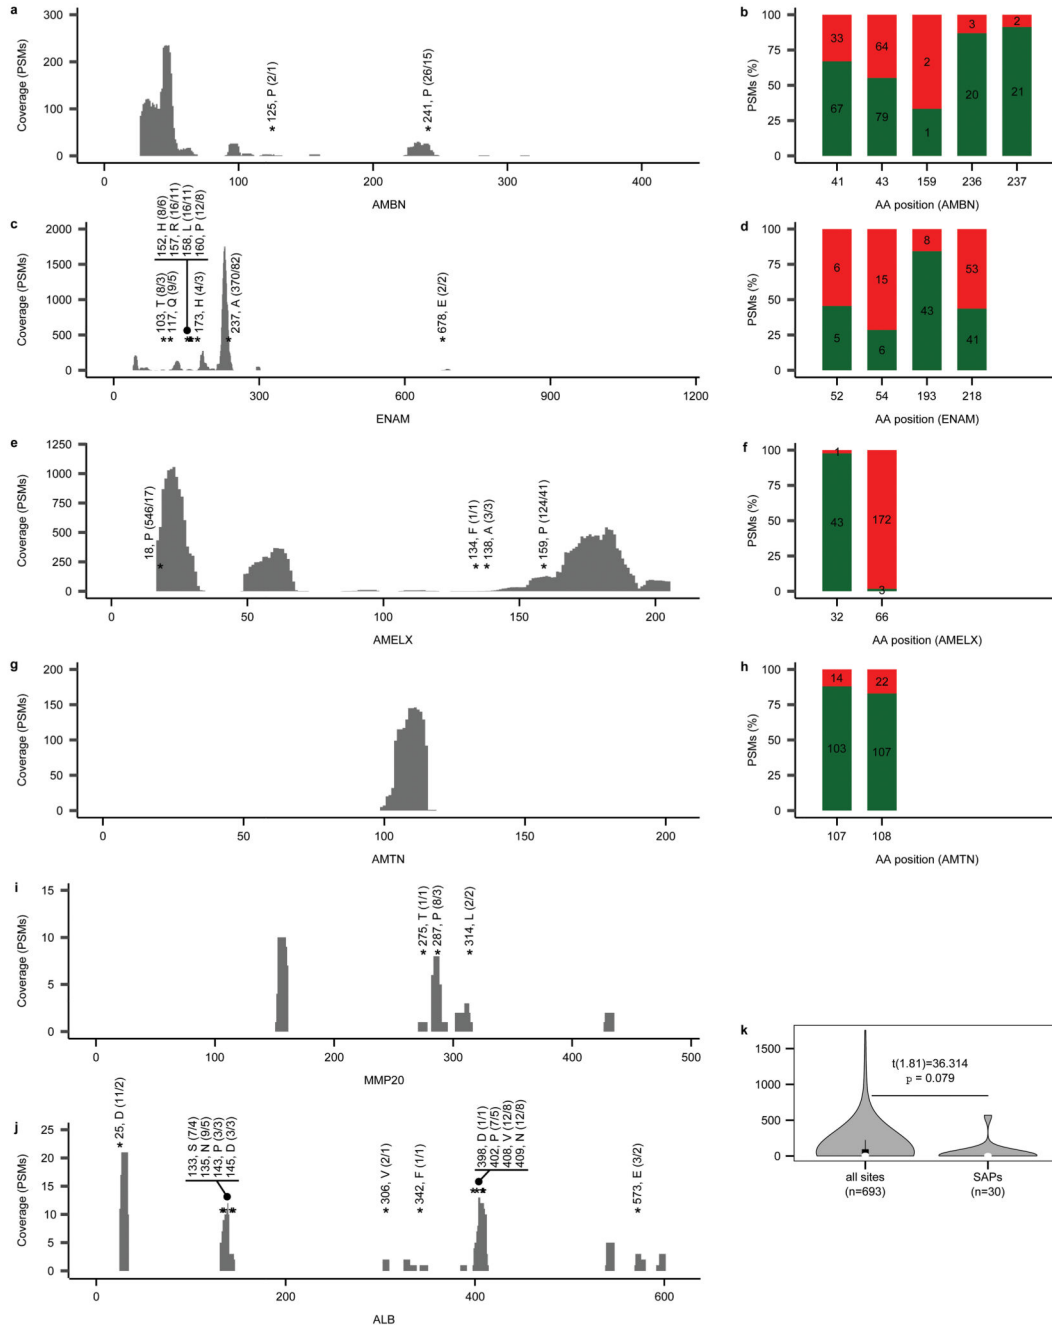 a
Coverage (PSMs)
300
200
100
0
125, P (2/1)
*
241, P (26/15)
*
0
100
200
300
400
AMBN
b
PSMs (%)
100
75
50
25
0
33
67
64
79
2
1
3
20
2
21
41
43
159
236
237
AA position (AMBN)
c
Coverage (PSMs)
2000
1500
1000
500
0
152, H (8/6)
157, R (16/11)
158, L (16/11)
160, P (12/8)
103, T (8/3)
117, Q (9/5)
173, H (4/3)
237, A (370/82)
678, E (2/2)
0
300
600
900
1200
ENAM
d
PSMs (%)
100
75
50
25
0
6
5
15
6
8
43
53
41
52
54
193
218
AA position (ENAM)
e
Coverage (PSMs)
1250
1000
750
500
250
0
18, P (546/17)
134, F (1/1)
138, A (3/3)
159, P (124/41)
0
50
100
150
200
AMELX
f
PSMs (%)
100
75
50
25
0
1
43
172
3
32
66
AA position (AMELX)
g
Coverage (PSMs)
200
150
100
50
0
0
50
100
150
200
AMTN
h
PSMs (%)
100
75
50
25
0
14
103
22
107
107
108
AA position (AMTN)
i
Coverage (PSMs)
15
10
5
0
275, T (1/1)
287, P (8/3)
314, L (2/2)
0
100
200
300
400
500
MMP20
j
Coverage (PSMs)
25
20
15
10
5
0
25, D (11/2)
133, S (7/4)
135, N (9/5)
143, P (3/3)
145, D (3/3)
306, V (2/1)
342, F (1/1)
398, D (1/1)
402, P (7/5)
408, V (12/8)
409, N (12/8)
573, E (3/2)
0
200
400
600
ALB
k
1500
1000
500
0
t(1.81)=36.314
p = 0.079
all sites
(n=693)
SAPs
(n=30)